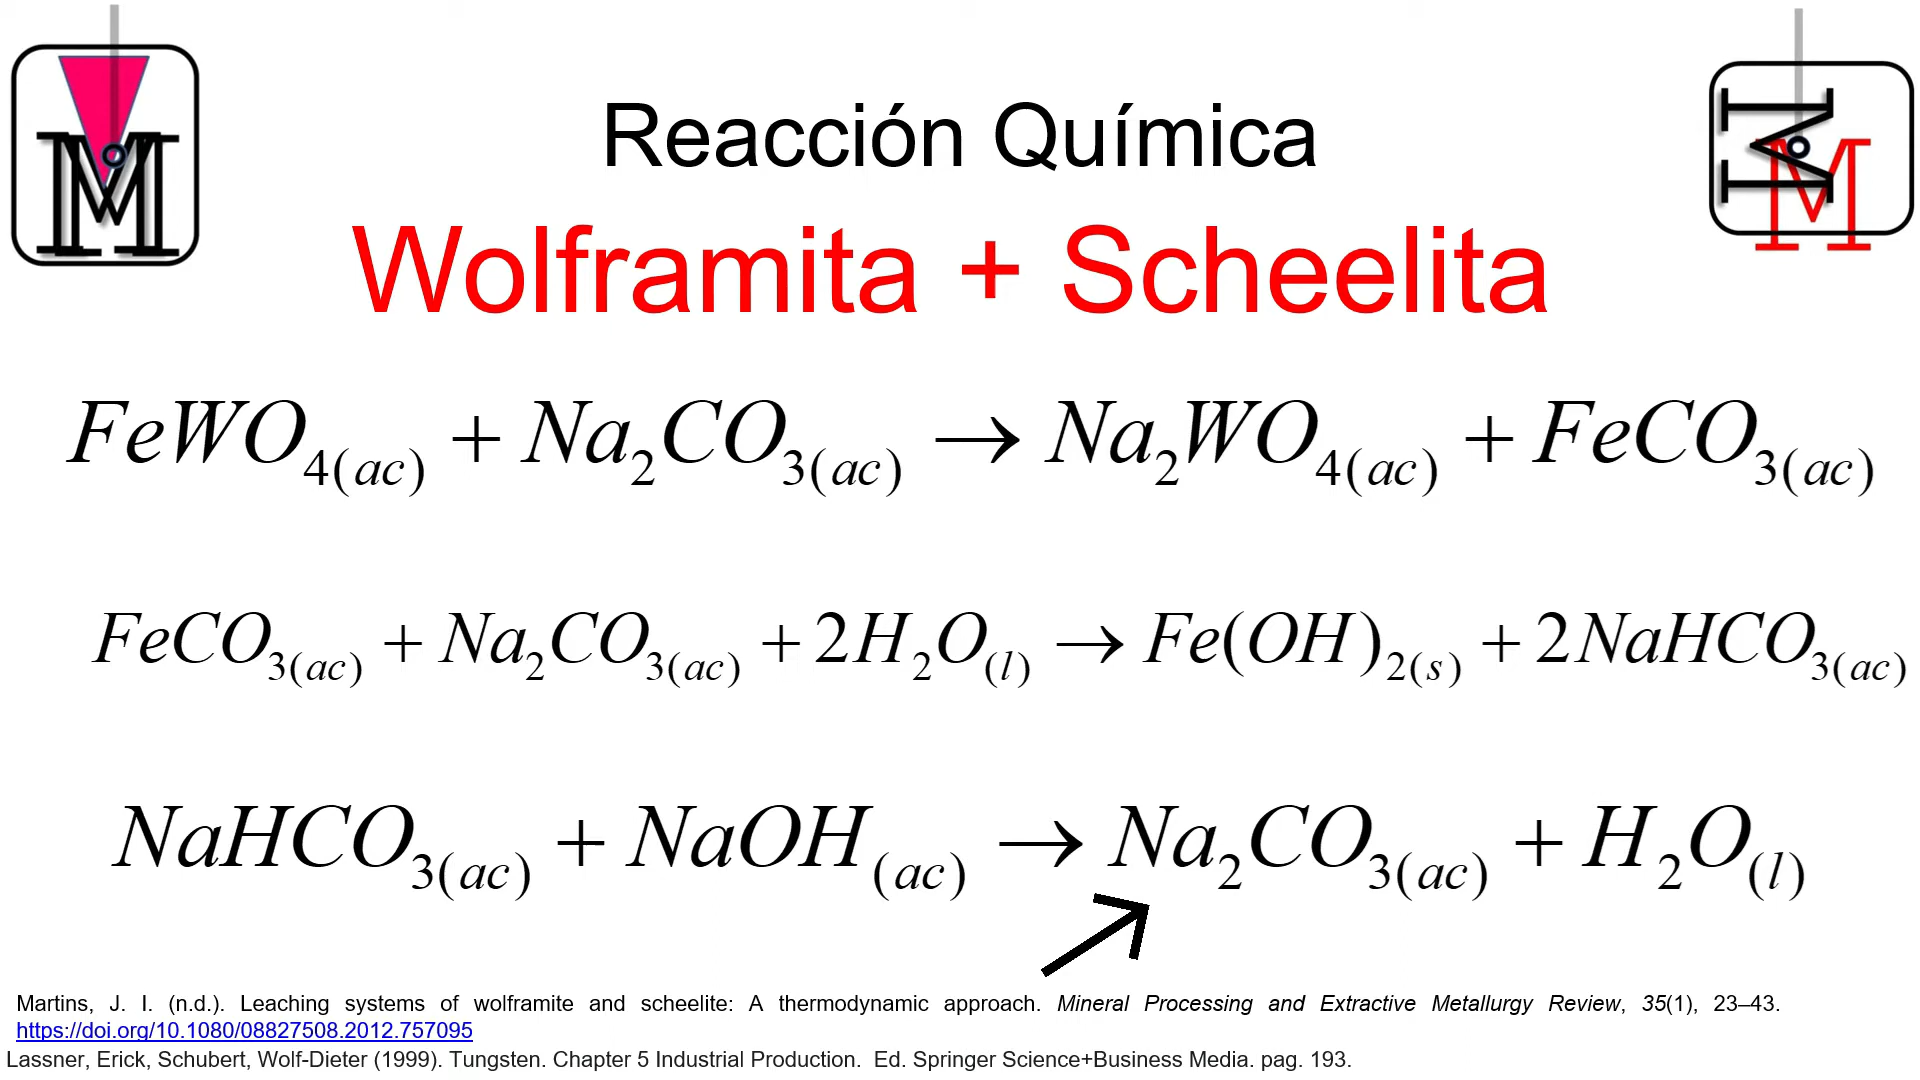 Reacción Química
Wolframita + Scheelita
FeWO4(ac) + Na2CO3(ac) → Na2WO4(ac) + FeCO3(ac)
FeCO3(ac) + Na2CO3(ac) + 2H2O(l) → Fe(OH)2(s) + 2NaHCO3(ac)
NaHCO3(ac) + NaOH(ac) → Na2CO3(ac) + H2O(l)
Martins, J. I. (n.d.). Leaching systems of wolframite and scheelite: A thermodynamic approach. Mineral Processing and Extractive Metallurgy Review, 35(1), 23–43.
https://doi.org/10.1080/08827508.2012.757095
Lassner, Erick, Schubert, Wolf-Dieter (1999). Tungsten. Chapter 5 Industrial Production. Ed. Springer Science+Business Media. pag. 193.